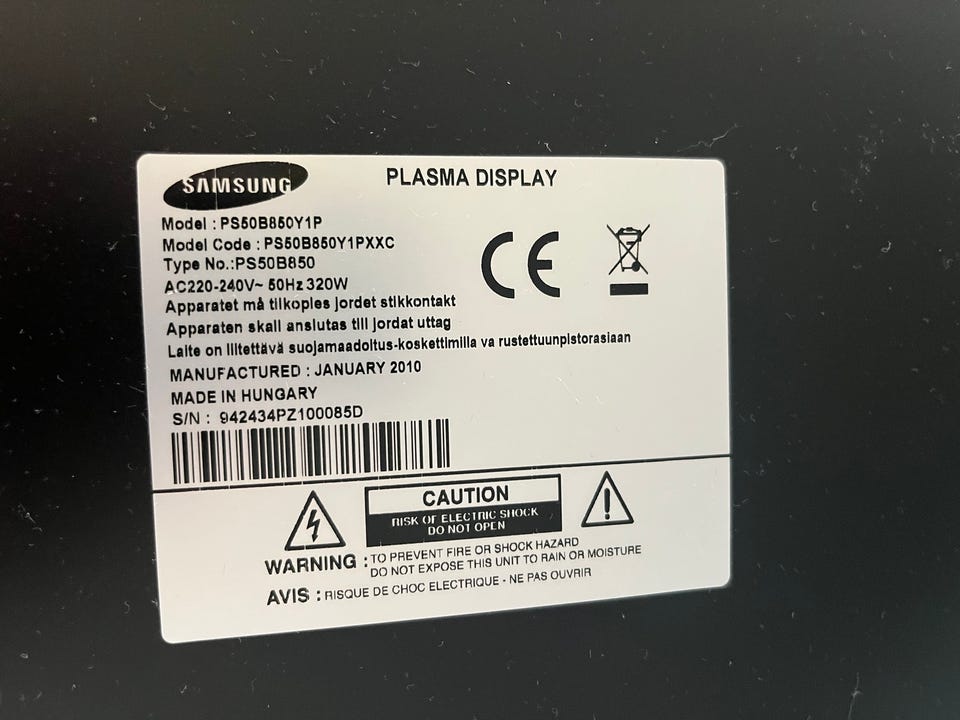 SAMSUNG
PLASMA DISPLAY
Model : PS50B850Y1P
Model Code : PS50B850Y1PXXC
Type No.:PS50B850
AC220-240V~ 50Hz 320W
Apparatet må tilkoples jordet stikkontakt
Apparaten skall anslutas till jordat uttag
Laite on liitettävä suojamaadoitus-koskettimilla va rustettuunpistorasiaan
MANUFACTURED : JANUARY 2010
MADE IN HUNGARY
S/N : 942434PZ100085D
CE
CAUTION
RISK OF ELECTRIC SHOCK
DO NOT OPEN
WARNING : TO PREVENT FIRE OR SHOCK HAZARD
DO NOT EXPOSE THIS UNIT TO RAIN OR MOISTURE
AVIS : RISQUE DE CHOC ELECTRIQUE - NE PAS OUVRIR